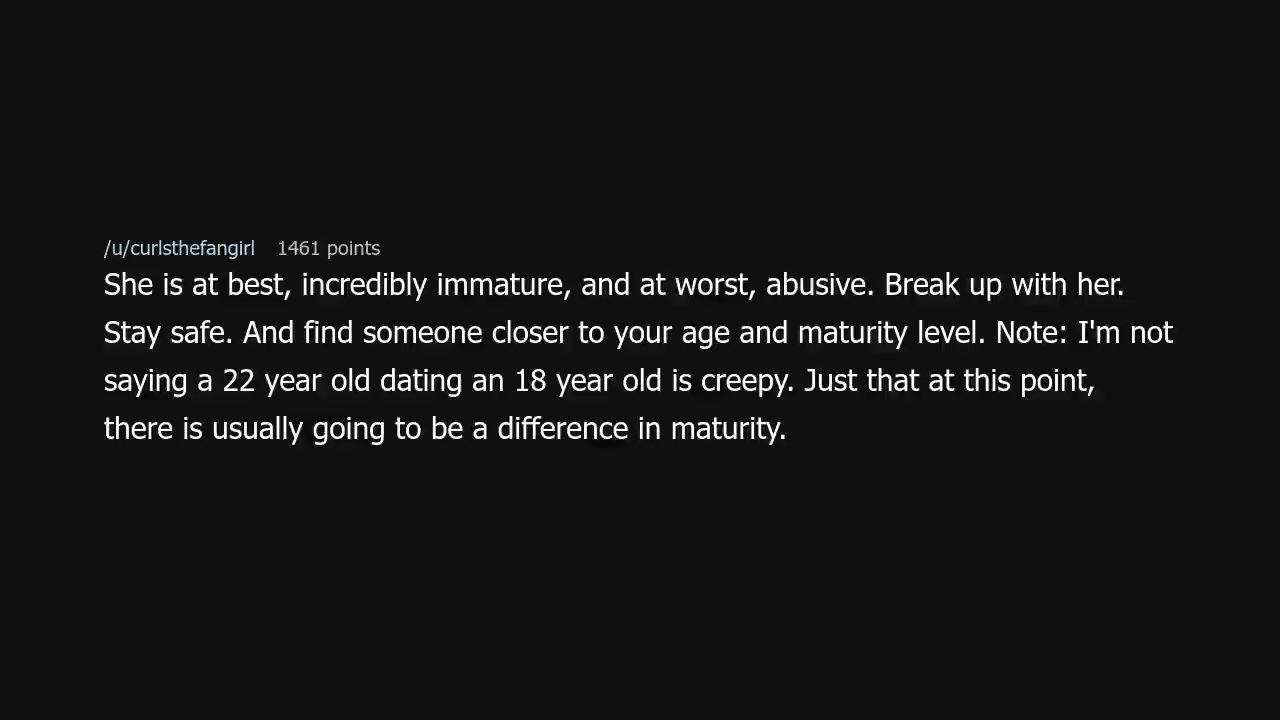 /u/curlsthefangirl 1461 points
She is at best, incredibly immature, and at worst, abusive. Break up with her.
Stay safe. And find someone closer to your age and maturity level. Note: I'm not
saying a 22 year old dating an 18 year old is creepy. Just that at this point,
there is usually going to be a difference in maturity.